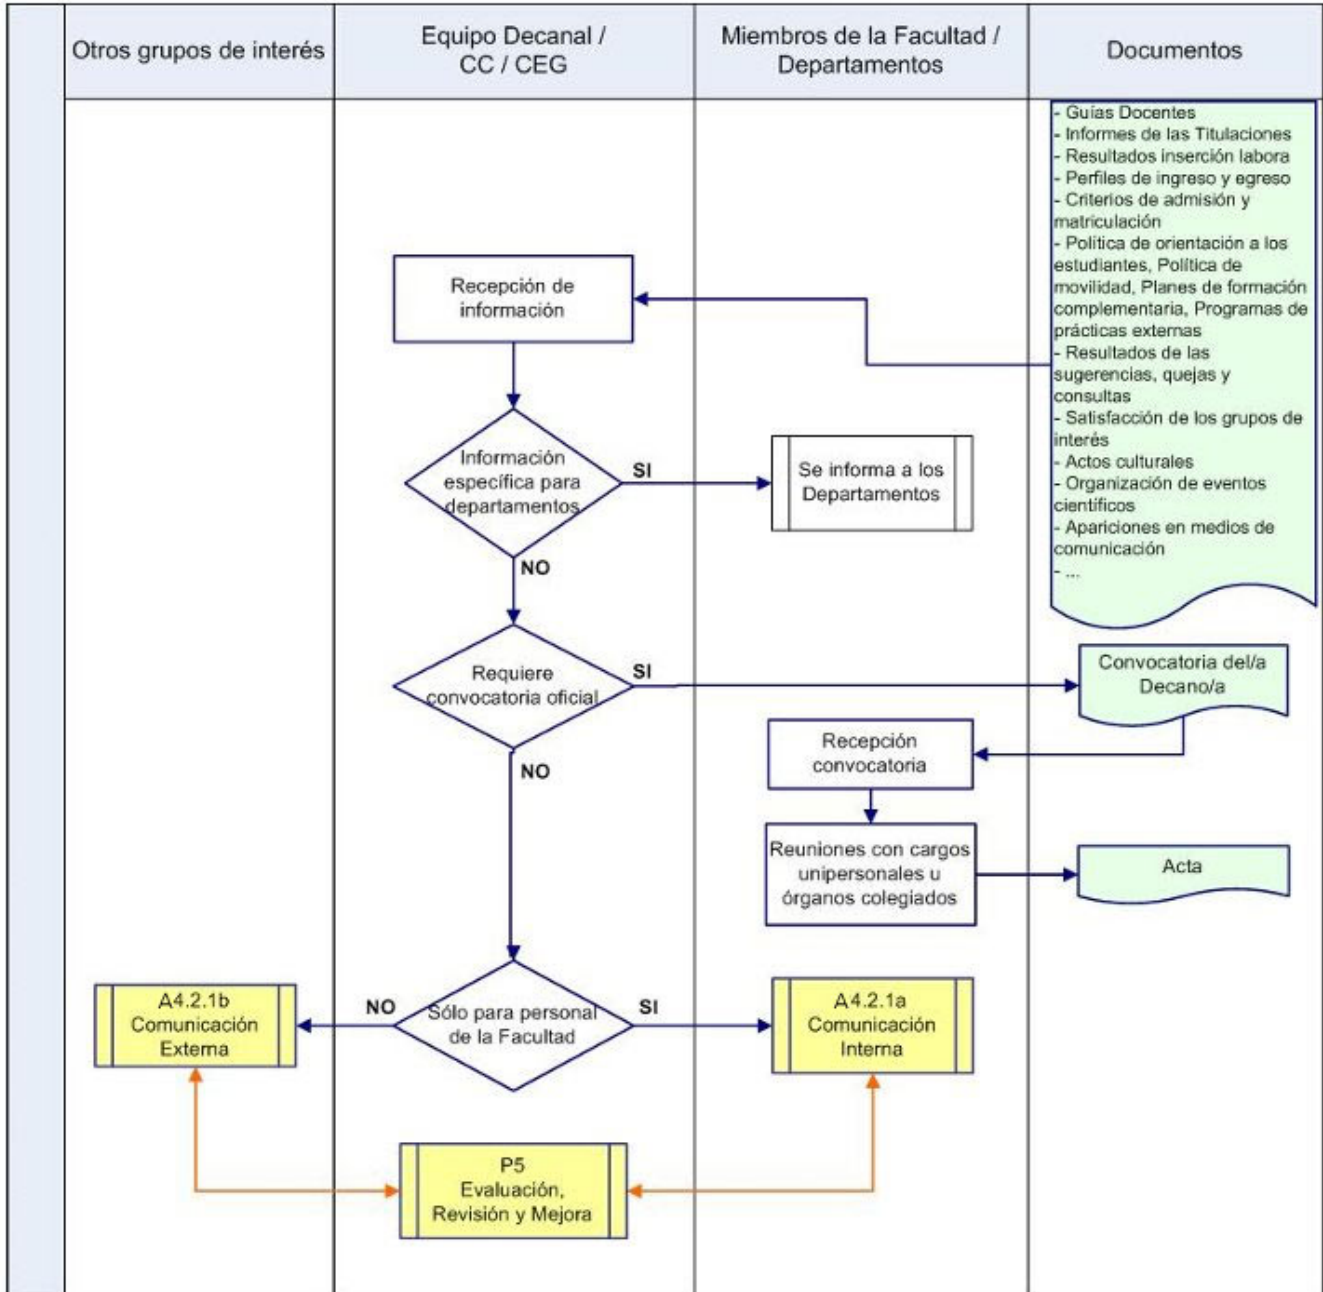 Otros grupos de interés
Equipo Decanal /
CC / CEG
Miembros de la Facultad /
Departamentos
Documentos
- Guías Docentes
- Informes de las Titulaciones
- Resultados inserción labora
- Perfiles de ingreso y egreso
- Criterios de admisión y
matriculación
- Política de orientación a los
estudiantes, Política de
movilidad, Planes de formación
complementaria, Programas de
prácticas externas
- Resultados de las
sugerencias, quejas y
consultas
- Satisfacción de los grupos de
interés
- Actos culturales
- Organización de eventos
científicos
- Apariciones en medios de
comunicación
- ...
Recepción de
información
Información
específica para
departamentos
SI
Se informa a los
Departamentos
NO
Requiere
convocatoria oficial
SI
Convocatoria del/a
Decano/a
NO
Recepción
convocatoria
Reuniones con cargos
unipersonales u
órganos colegiados
Acta
A4.2.1b
Comunicación
Externa
NO
Sólo para personal
de la Facultad
SI
A4.2.1a
Comunicación
Interna
P5
Evaluación,
Revisión y Mejora